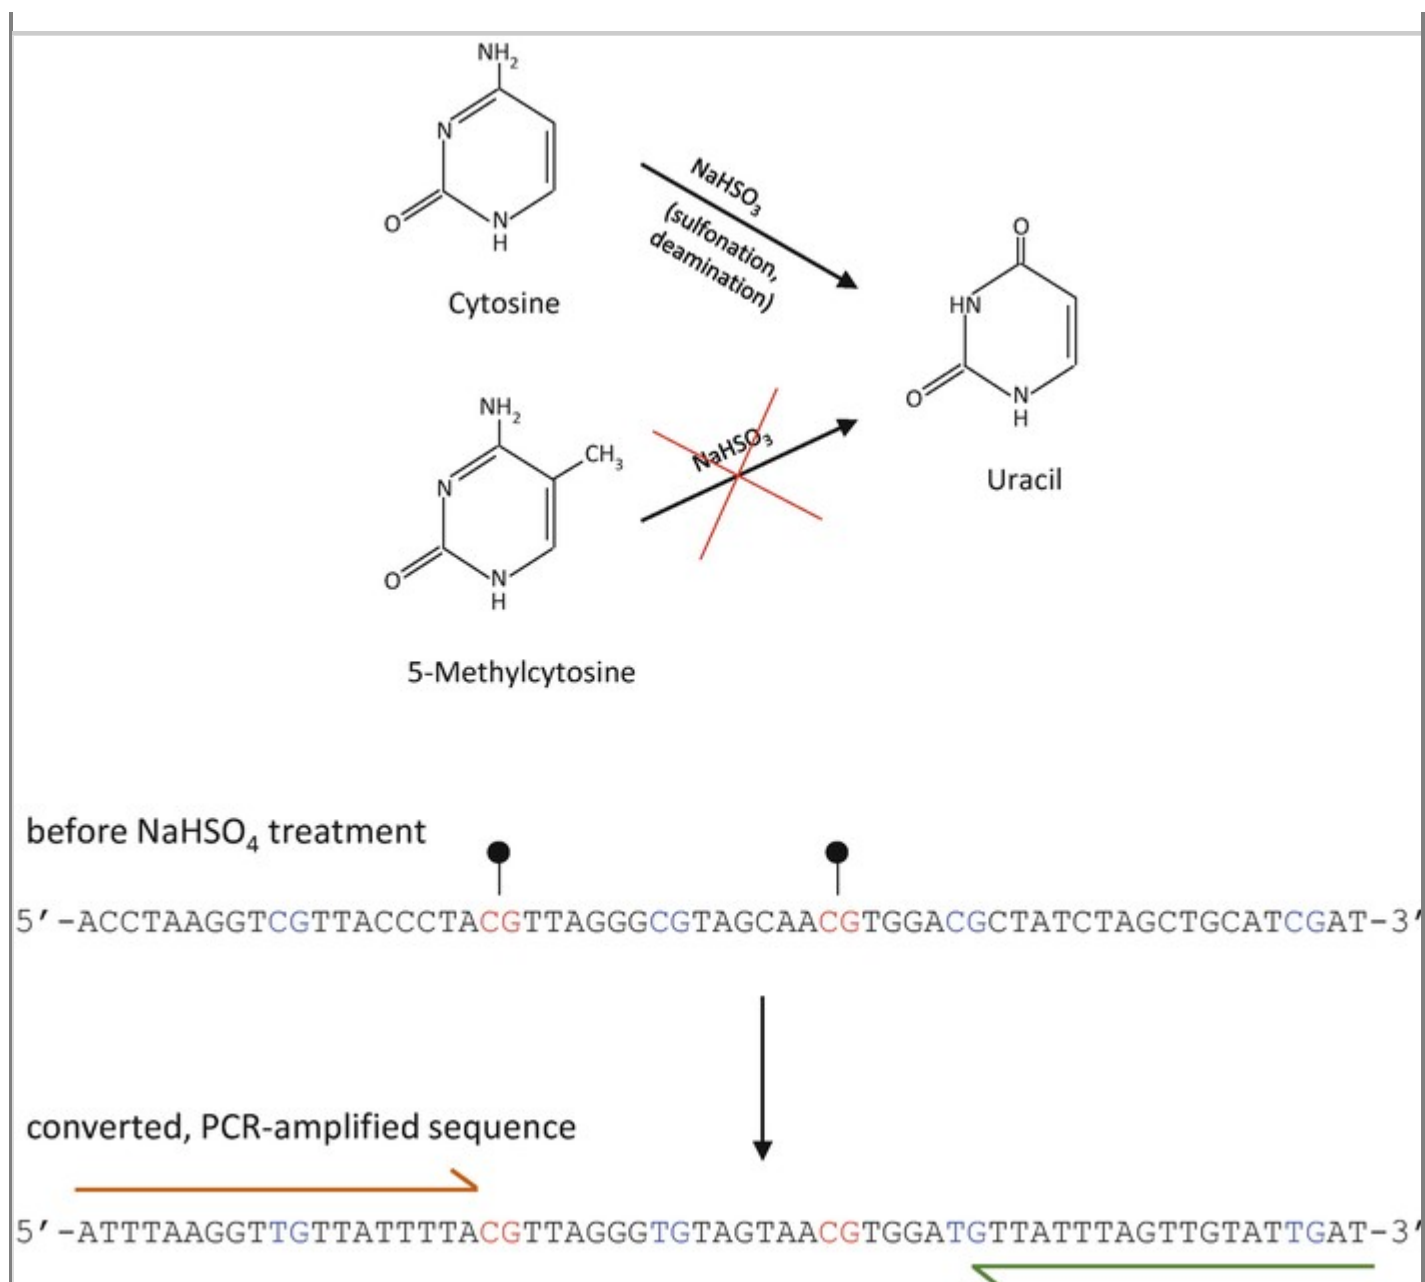 NH₂
N
O
N
H
Cytosine
NaHSO₃
(sulfonation,
deamination)
O
HN
O
N
H
Uracil
NH₂
CH₃
N
O
N
H
5-Methylcytosine
NaHSO₃
before NaHSO₄ treatment
5′-ACCTAAGGTCGTTACCCTACGTTAGGGCGTAGCAACGTGGACGCTATCTAGCTGCATCGAT-3′
converted, PCR-amplified sequence
5′-ATTTAAGGTTGTTATTTTACGTTAGGGTGTAGTAACGTGGATGTTATTTAGTTGTATTGAT-3′